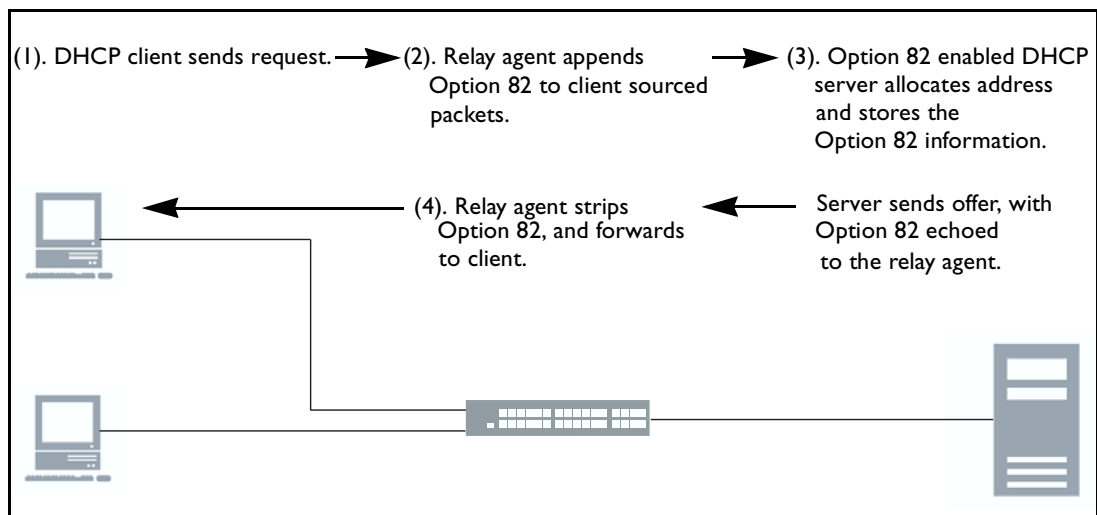 (1). DHCP client sends request.
(2). Relay agent appends
Option 82 to client sourced
packets.
(3). Option 82 enabled DHCP
server allocates address
and stores the
Option 82 information.
(4). Relay agent strips
Option 82, and forwards
to client.
Server sends offer, with
Option 82 echoed
to the relay agent.